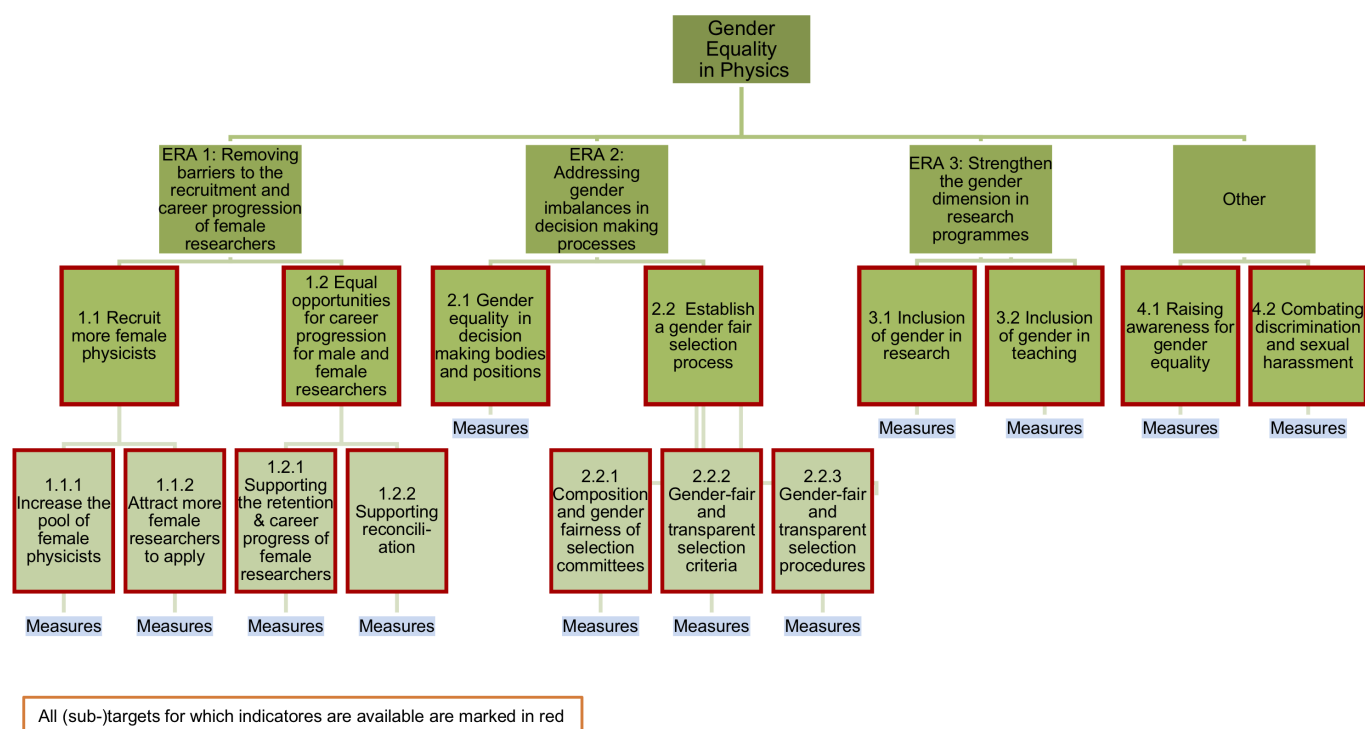 Gender
Equality
in Physics
ERA 1: Removing
barriers to the
recruitment and
career progression
of female
researchers
ERA 2:
Addressing
gender
imbalances in
decision making
processes
ERA 3: Strengthen
the gender
dimension in
research
programmes
Other
1.1 Recruit
more female
physicists
1.2 Equal
opportunities
for career
progression
for male and
female
researchers
2.1 Gender
equality in
decision
making bodies
and positions
2.2 Establish
a gender fair
selection
process
3.1 Inclusion
of gender in
research
3.2 Inclusion
of gender in
teaching
4.1 Raising
awareness for
gender
equality
4.2 Combating
discrimination
and sexual
harassment
Measures
Measures
Measures
Measures
Measures
1.1.1
Increase the
pool of
female
physicists
1.1.2
Attract more
female
researchers
to apply
1.2.1
Supporting
the retention
& career
progress of
female
researchers
1.2.2
Supporting
reconcili-
ation
2.2.1
Composition
and gender
fairness of
selection
committees
2.2.2
Gender-fair
and
transparent
selection
criteria
2.2.3
Gender-fair
and
transparent
selection
procedures
Measures
Measures
Measures
Measures
Measures
Measures
Measures
All (sub-)targets for which indicatores are available are marked in red